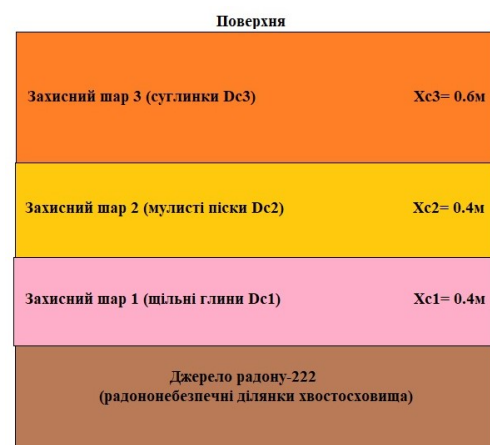 Поверхня
Захисний шар 3 (суглинки Dc3) Xc3= 0.6м
Захисний шар 2 (мулисті піски Dc2) Xc2= 0.4м
Захисний шар 1 (щільні глини Dc1) Xc1= 0.4м
Джерело радону-222
(радононебезпечні ділянки хвостосховища)